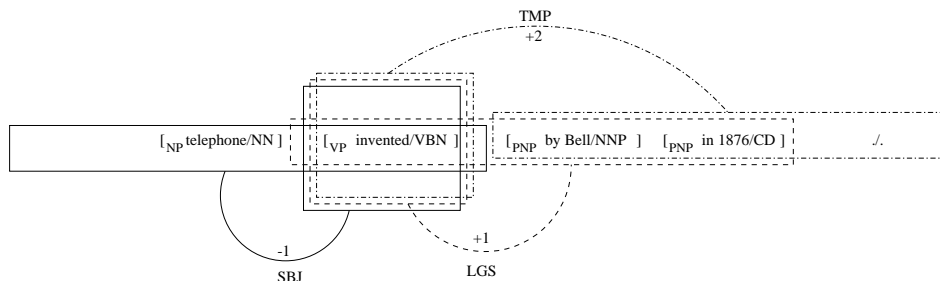 TMP
+2
[NP telephone/NN ] [VP invented/VBN ] [PNP by Bell/NNP ] [PNP in 1876/CD ] ./.
-1 +1
SBJ LGS